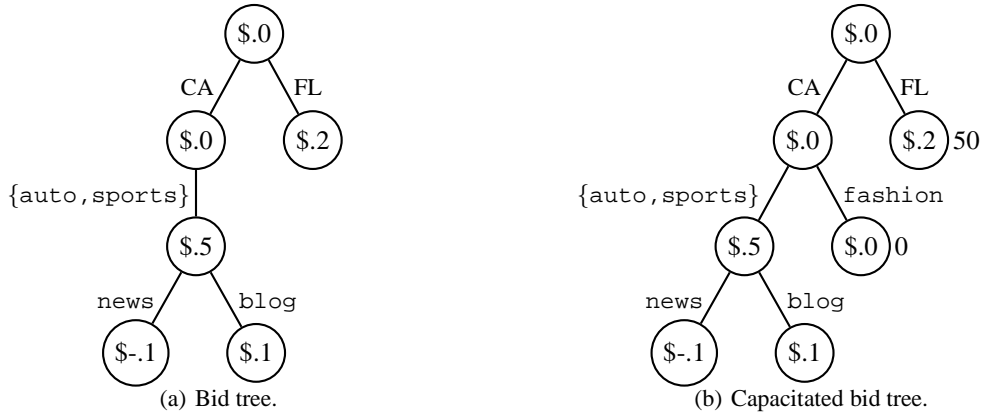 $.0 $.0
CA FL CA FL
$.0 $.2 $.0 $.2 50
{auto,sports} {auto,sports} fashion
$.5 $.5 $.0 0
news blog news blog
$-.1 $.1 $-.1 $.1
(a) Bid tree. (b) Capacitated bid tree.